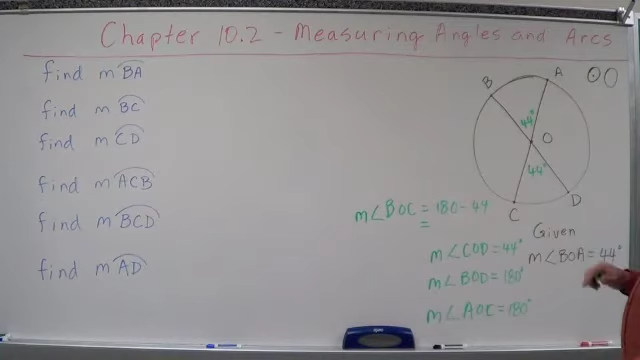 Chapter 10.2 - Measuring Angles and Arcs
find m BA
find m BC
find m CD
find m ACB
find m BCD
find m AD
B
A
44°
O
44°
C
D
m∠BOC = 180 - 44
=
m∠COD = 44°
m∠BOD = 180°
m∠AOC = 180°
Given
m∠BOA = 44°